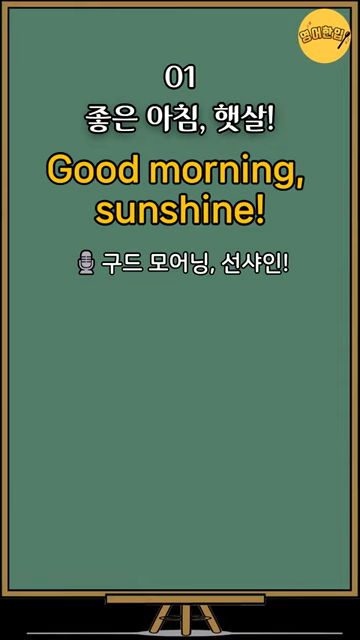 영어한입
01
좋은 아침, 햇살!
Good morning,
sunshine!
구드 모어닝, 선샤인!